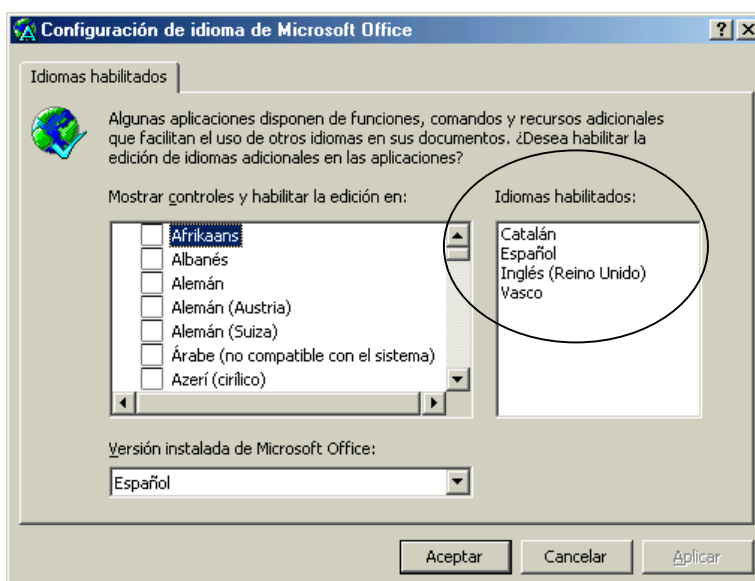 Configuración de idioma de Microsoft Office
Idiomas habilitados
Algunas aplicaciones disponen de funciones, comandos y recursos adicionales
que facilitan el uso de otros idiomas en sus documentos. ¿Desea habilitar la
edición de idiomas adicionales en las aplicaciones?
Mostrar controles y habilitar la edición en:
Afrikaans
Albanés
Alemán
Alemán (Austria)
Alemán (Suiza)
Árabe (no compatible con el sistema)
Azerí (cirílico)
Idiomas habilitados:
Catalán
Español
Inglés (Reino Unido)
Vasco
Versión instalada de Microsoft Office:
Español
Aceptar
Cancelar
Aplicar